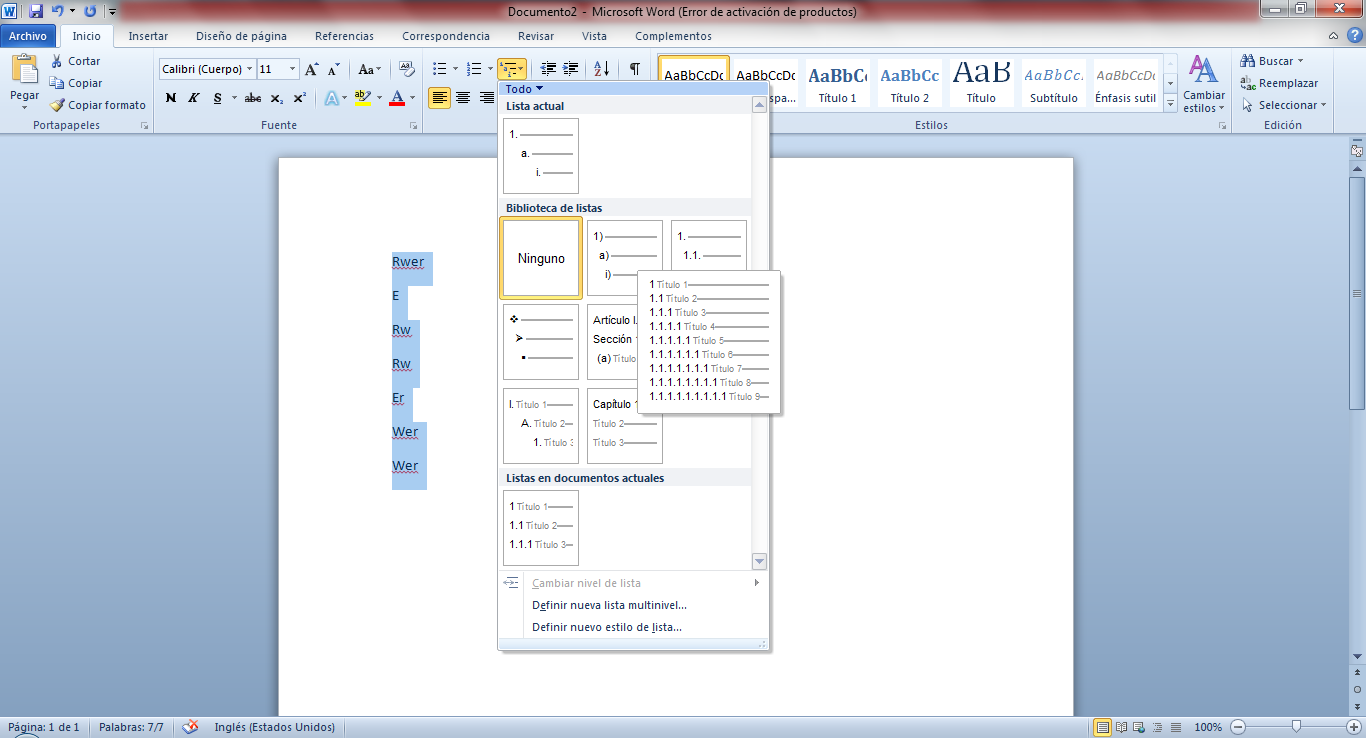 Documento2 - Microsoft Word (Error de activación de productos)
Archivo Inicio Insertar Diseño de página Referencias Correspondencia Revisar Vista Complementos
Pegar
Cortar
Copiar
Copiar formato
Portapapeles
Calibri (Cuerpo) 11
N K S abc x₂ x²
Fuente
AaBbCcDc AaBbCcDc AaBbC AaBbCc AaB AaBbCc. AaBbCcDc
spa... Título 1 Título 2 Título Subtítulo Énfasis sutil
Cambiar
estilos
Estilos
Buscar
Reemplazar
Seleccionar
Edición
Todo
Lista actual
1.
a.
i.
Biblioteca de listas
Ninguno
1)
a)
i)
1.
1.1.
Artículo I.
Sección
(a) Título
1 Título 1
1.1 Título 2
1.1.1 Título 3
1.1.1.1 Título 4
1.1.1.1.1 Título 5
1.1.1.1.1.1 Título 6
1.1.1.1.1.1.1 Título 7
1.1.1.1.1.1.1.1 Título 8
1.1.1.1.1.1.1.1.1 Título 9
I. Título 1
A. Título 2
1. Título 3
Capítulo 1
Título 2
Título 3
Listas en documentos actuales
1 Título 1
1.1 Título 2
1.1.1 Título 3
Cambiar nivel de lista
Definir nueva lista multinivel...
Definir nuevo estilo de lista...
Rwer
E
Rw
Rw
Er
Wer
Wer
Página: 1 de 1 Palabras: 7/7 Inglés (Estados Unidos) 100%